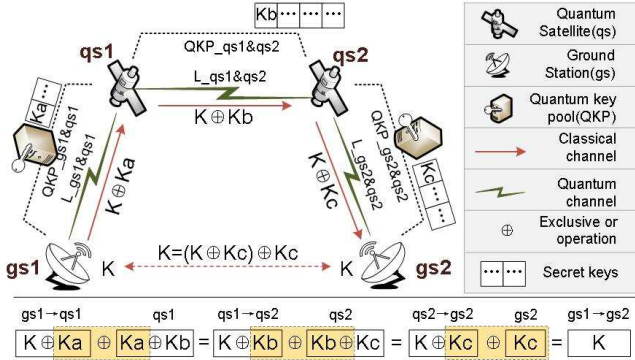 Kb ... ... ...
qs1
QKP_qs1&qs2
qs2
L_qs1&qs2
K ⊕ Kb
Ka ...
QKP_gs1&qs1
L_gs1&qs1
K ⊕ Ka
QKP_gs2&qs2
L_gs2&qs2
K ⊕ Kc
Kc ... ...
gs1
K
K=(K ⊕ Kc) ⊕ Kc
K
gs2
Quantum
Satellite(qs)
Ground
Station(gs)
Quantum key
pool(QKP)
Classical
channel
Quantum
channel
⊕
Exclusive or
operation
... ...
Secret keys
gs1→qs1 qs1 qs1→qs2 qs2 qs2→gs2 gs2 gs1→gs2
K ⊕ Ka ⊕ Ka ⊕ Kb = K ⊕ Kb ⊕ Kb ⊕ Kc = K ⊕ Kc ⊕ Kc = K